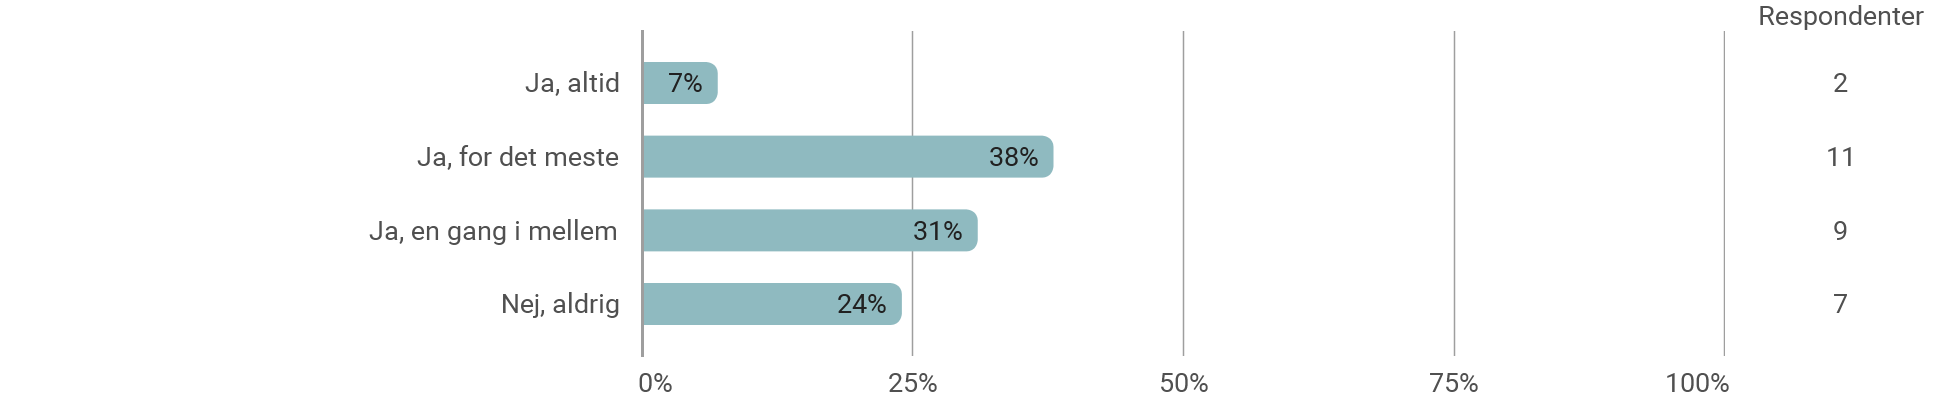 Respondenter
Ja, altid 7% 2
Ja, for det meste 38% 11
Ja, en gang i mellem 31% 9
Nej, aldrig 24% 7
0% 25% 50% 75% 100%